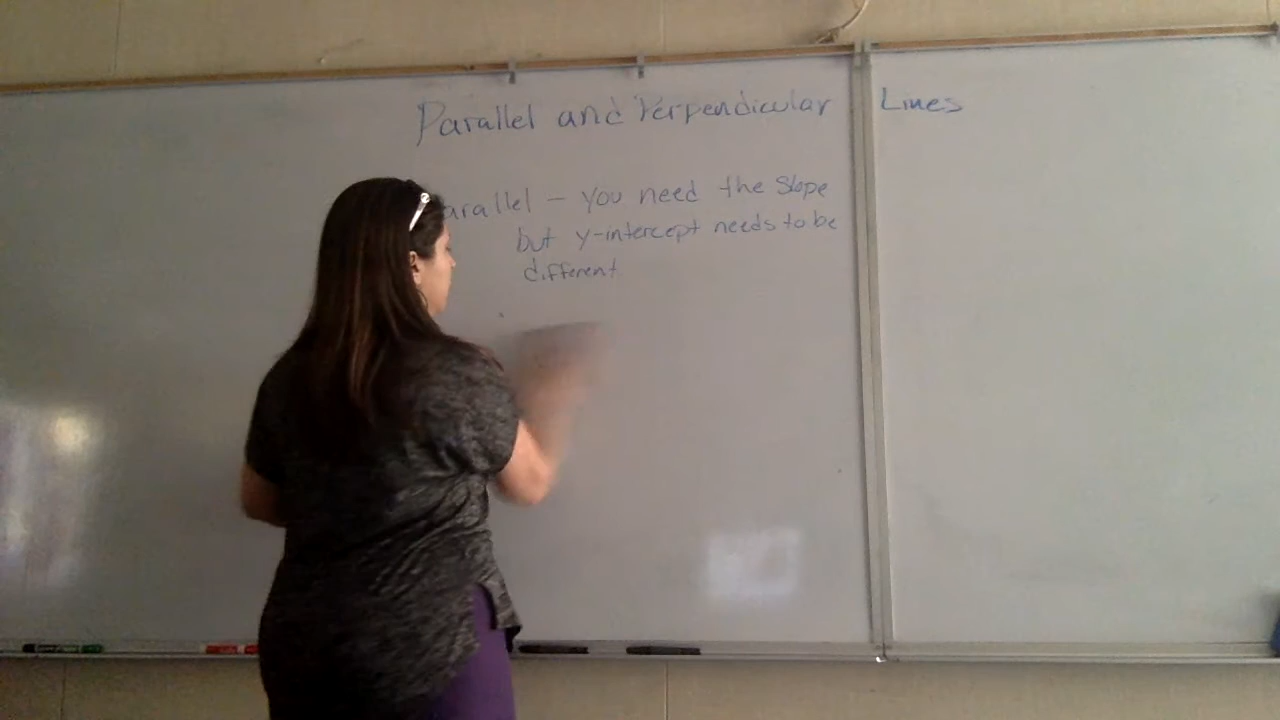 Parallel and Perpendicular Lines
arallel – You need the Slope
but y-intercept needs to be
different